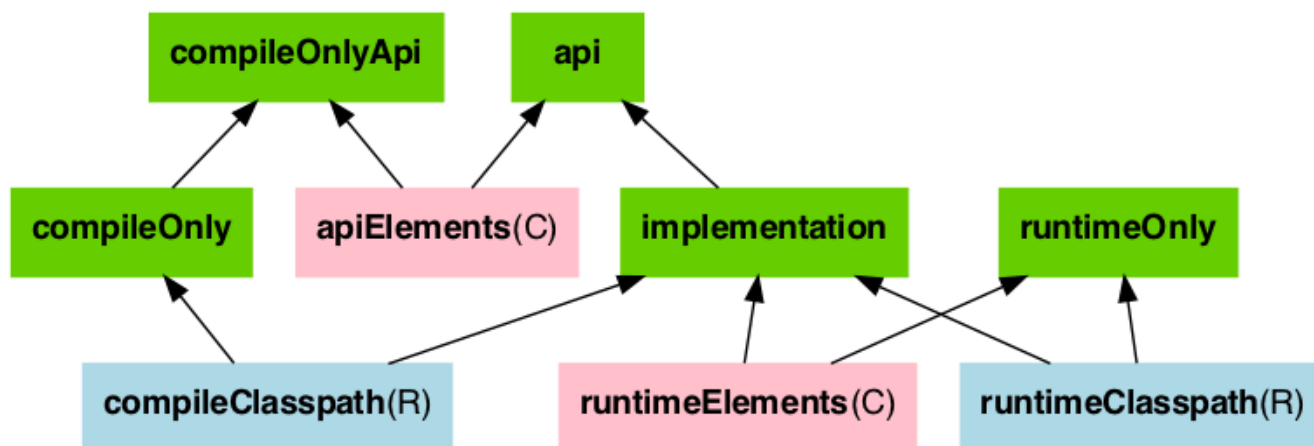 compileOnlyApi
api
compileOnly
apiElements(C)
implementation
runtimeOnly
compileClasspath(R)
runtimeElements(C)
runtimeClasspath(R)